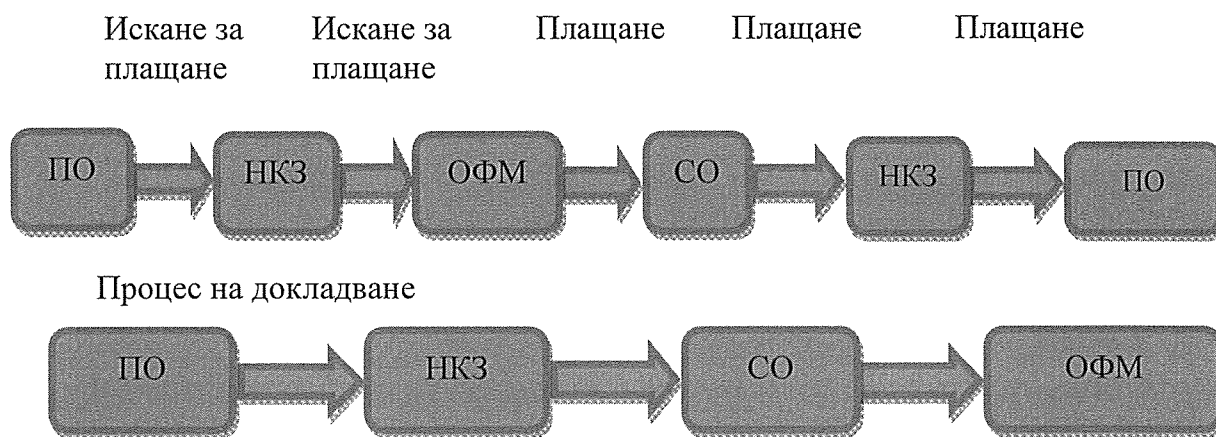 Искане за Искане за Плащане Плащане Плащане
плащане плащане
ПО НКЗ ОФМ СО НКЗ ПО
Процес на докладване
ПО НКЗ СО ОФМ